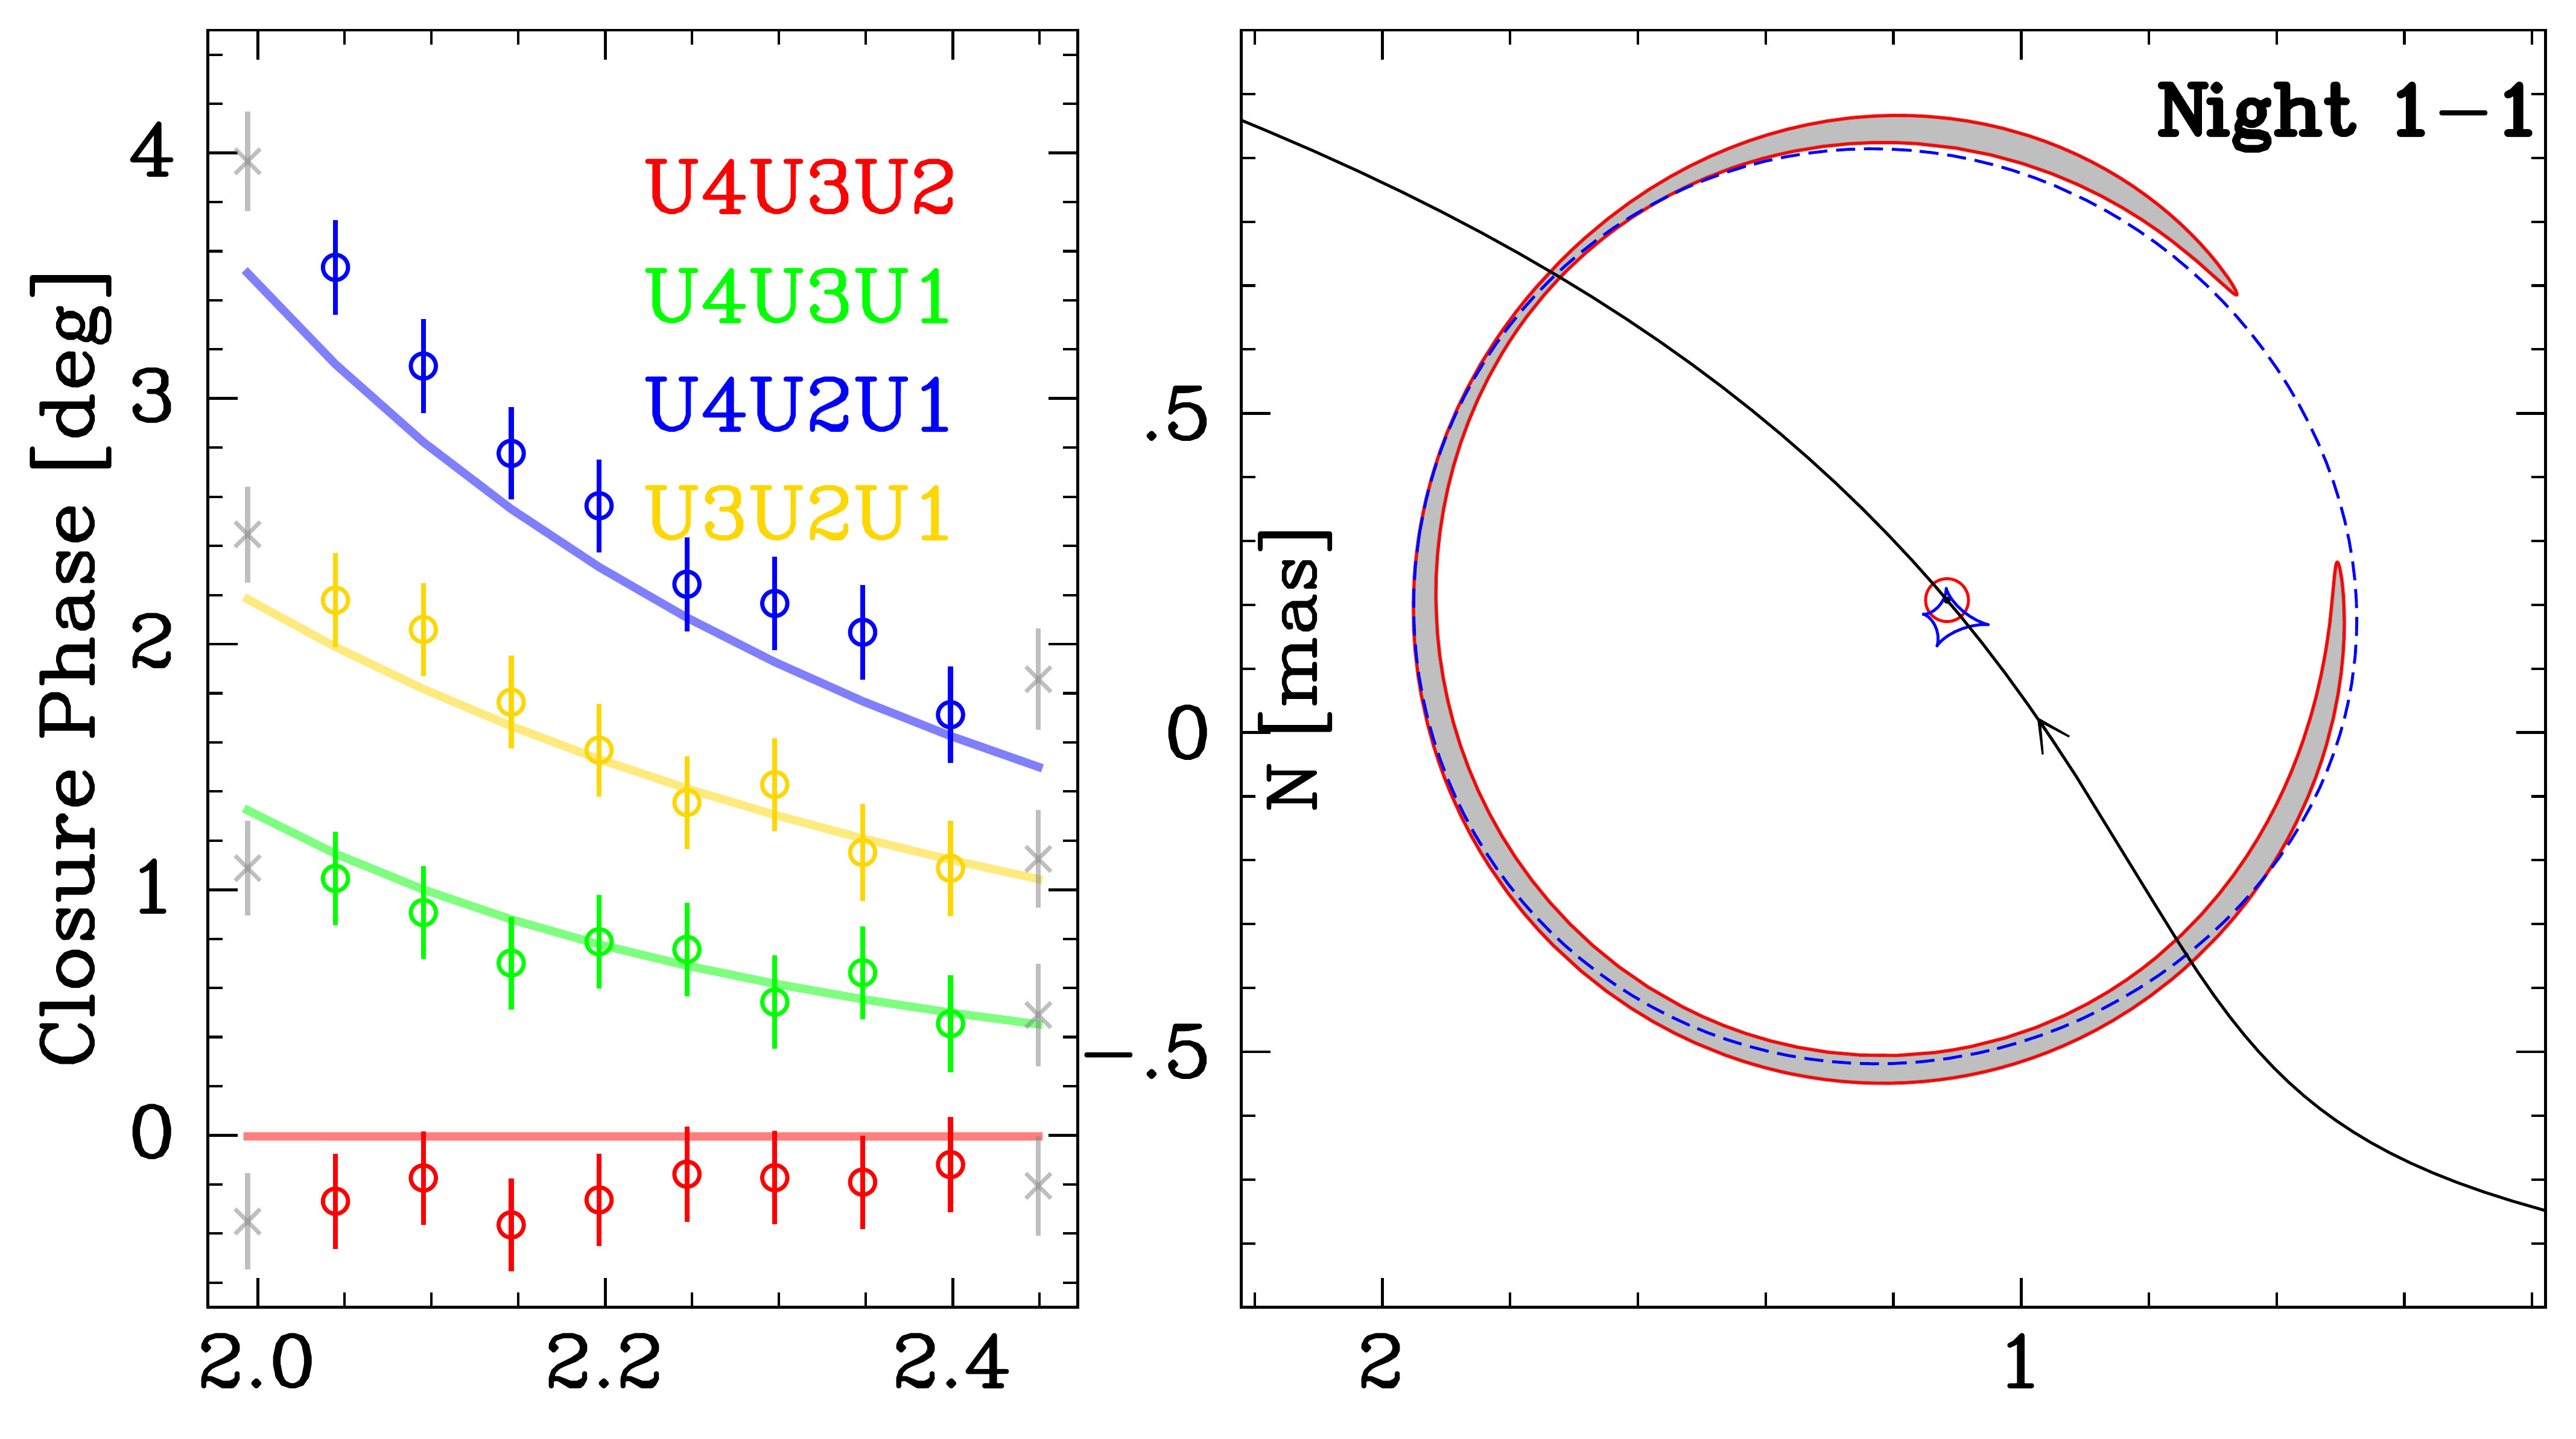 Closure Phase [deg]
4
3
2
1
0
2.0 2.2 2.4
U4U3U2
U4U3U1
U4U2U1
U3U2U1
Night 1−1
N [mas]
.5
0
−.5
2 1